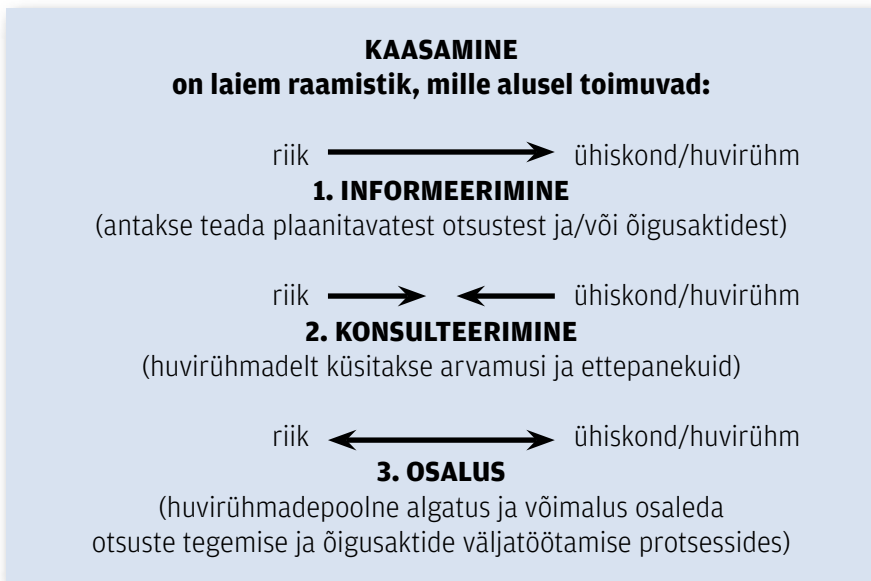 KAASAMINE
on laiem raamistik, mille alusel toimuvad:
riik ühiskond/huvirühm
1. INFORMEERIMINE
(antakse teada plaanitavatest otsustest ja/või õigusaktidest)
riik ühiskond/huvirühm
2. KONSULTEERIMINE
(huvirühmadelt küsitakse arvamusi ja ettepanekuid)
riik ühiskond/huvirühm
3. OSALUS
(huvirühmadepoolne algatus ja võimalus osaleda
otsuste tegemise ja õigusaktide väljatöötamise protsessides)